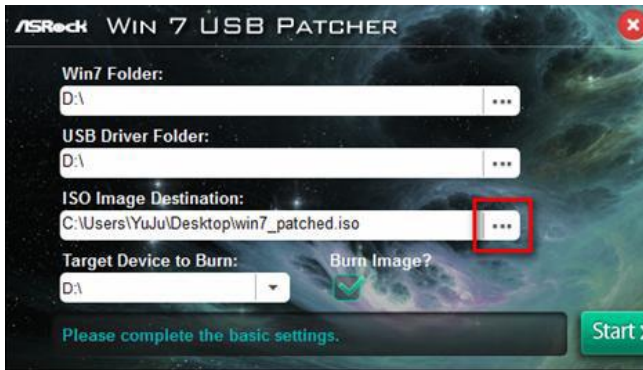 ASRock WIN 7 USB PATCHER
Win7 Folder:
D:\
USB Driver Folder:
D:\
ISO Image Destination:
C:\Users\YuJu\Desktop\win7_patched.iso
Target Device to Burn: Burn Image?
D:\
Please complete the basic settings.
Start